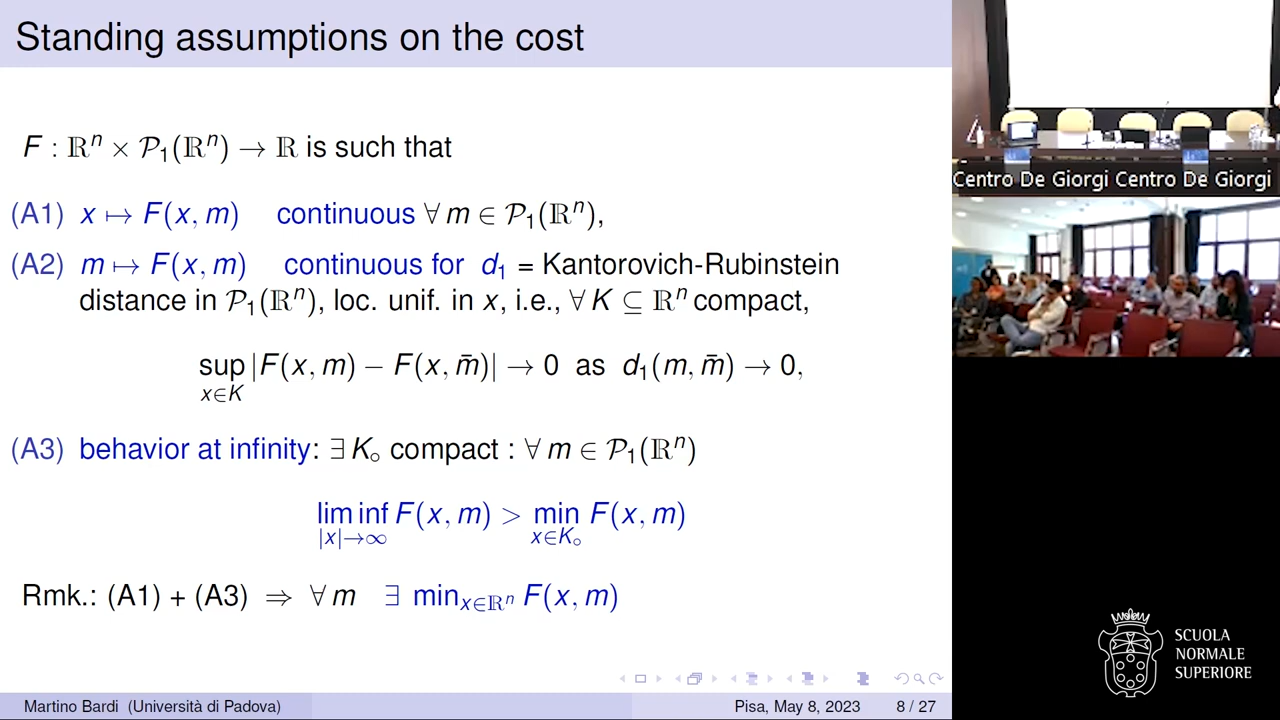 Standing assumptions on the cost
F : ℝⁿ × 𝒫₁(ℝⁿ) → ℝ is such that
(A1) x ↦ F(x, m) continuous ∀ m ∈ 𝒫₁(ℝⁿ),
(A2) m ↦ F(x, m) continuous for d₁ = Kantorovich-Rubinstein
distance in 𝒫₁(ℝⁿ), loc. unif. in x, i.e., ∀ K ⊆ ℝⁿ compact,
sup |F(x, m) − F(x, m̄)| → 0 as d₁(m, m̄) → 0,
x∈K
(A3) behavior at infinity: ∃ K∘ compact : ∀ m ∈ 𝒫₁(ℝⁿ)
lim inf F(x, m) > min F(x, m)
|x|→∞ x∈K∘
Rmk.: (A1) + (A3) ⇒ ∀ m ∃ min_{x∈ℝⁿ} F(x, m)
Martino Bardi (Università di Padova) Pisa, May 8, 2023 8 / 27
Centro De Giorgi Centro De Giorgi
SCUOLA
NORMALE
SUPERIORE